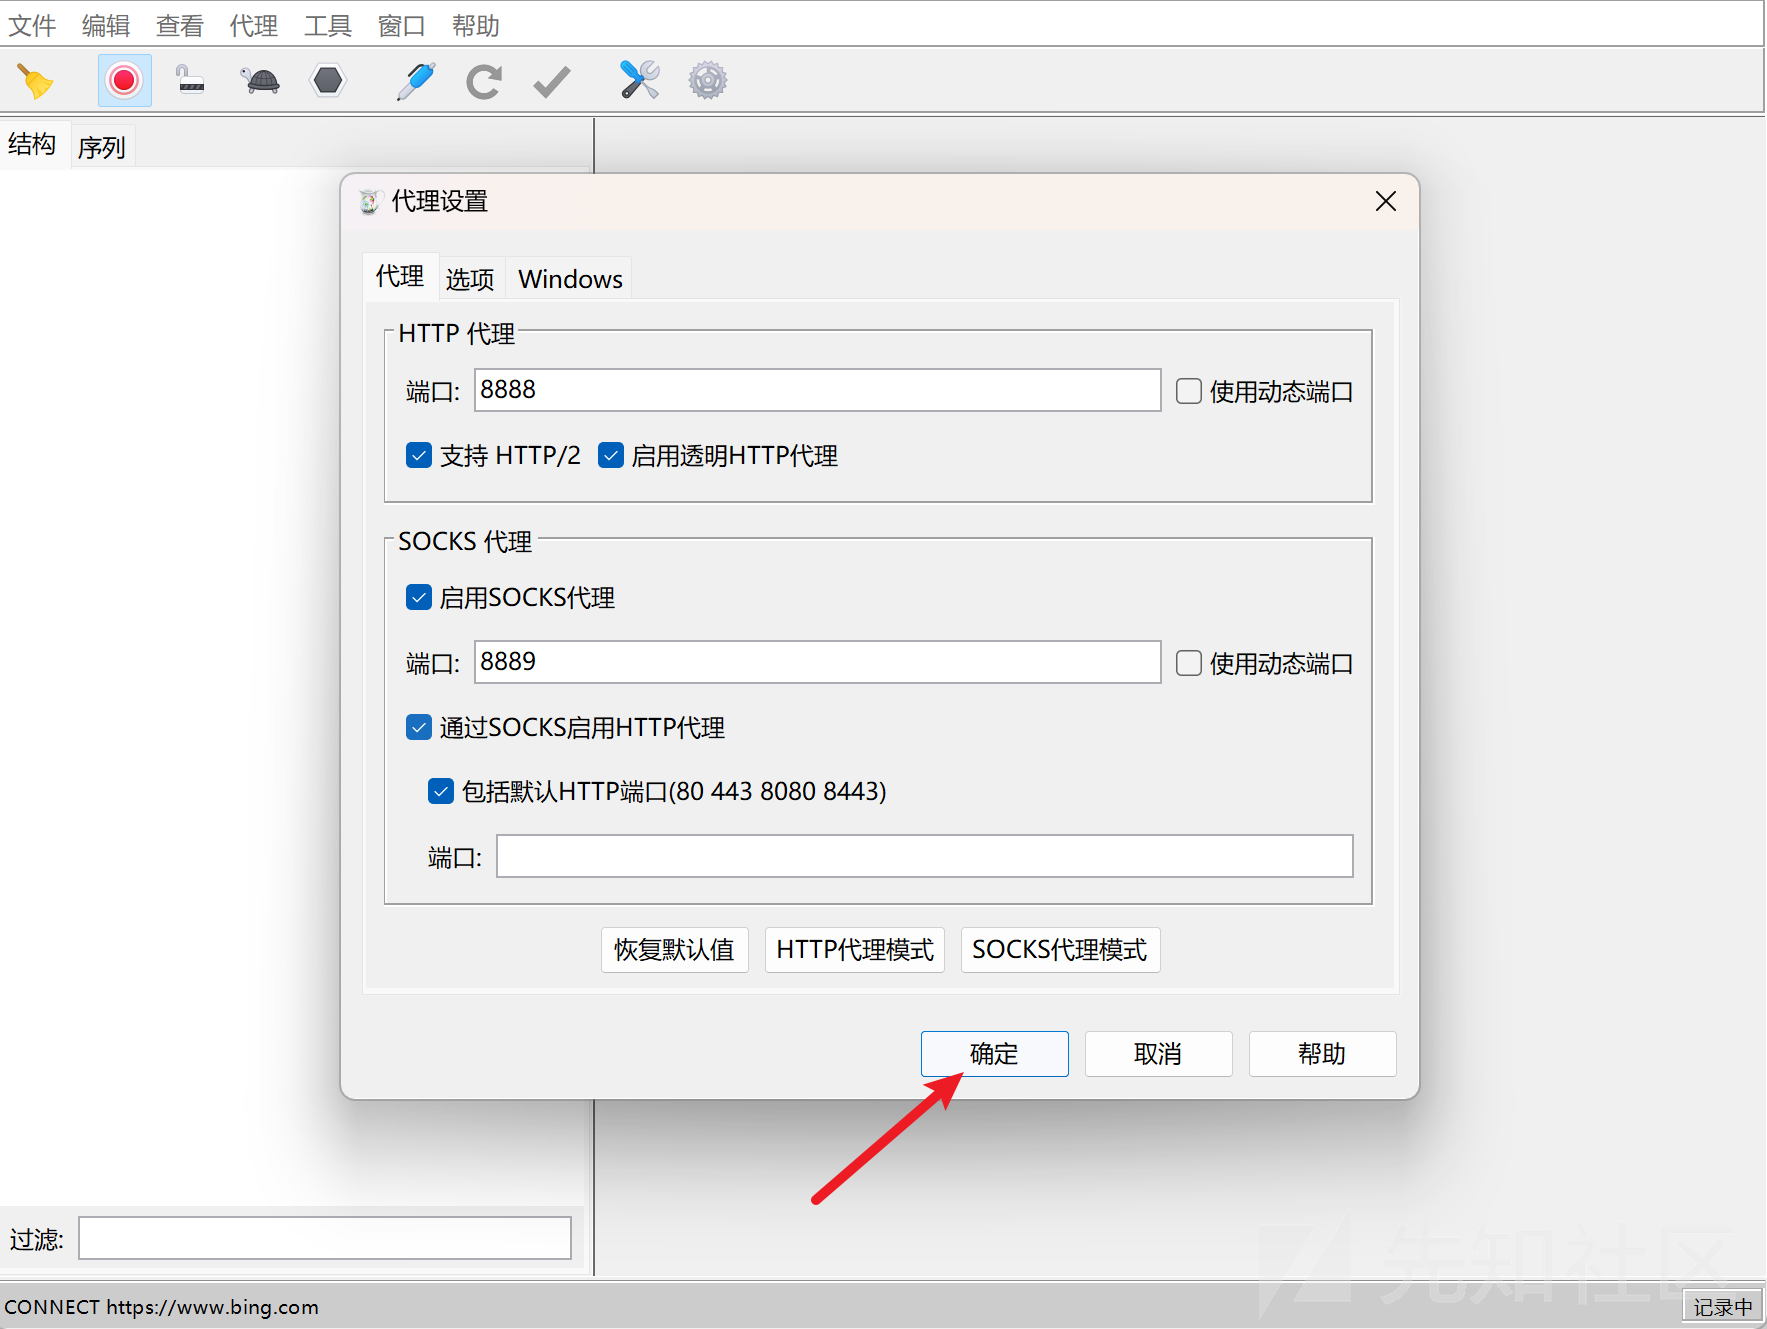 文件 编辑 查看 代理 工具 窗口 帮助
结构 序列
代理设置
代理 选项 Windows
HTTP 代理
端口: 8888 使用动态端口
支持 HTTP/2 启用透明HTTP代理
SOCKS 代理
启用SOCKS代理
端口: 8889 使用动态端口
通过SOCKS启用HTTP代理
包括默认HTTP端口(80 443 8080 8443)
端口:
恢复默认值 HTTP代理模式 SOCKS代理模式
确定 取消 帮助
过滤:
先知社区
CONNECT https://www.bing.com 记录中